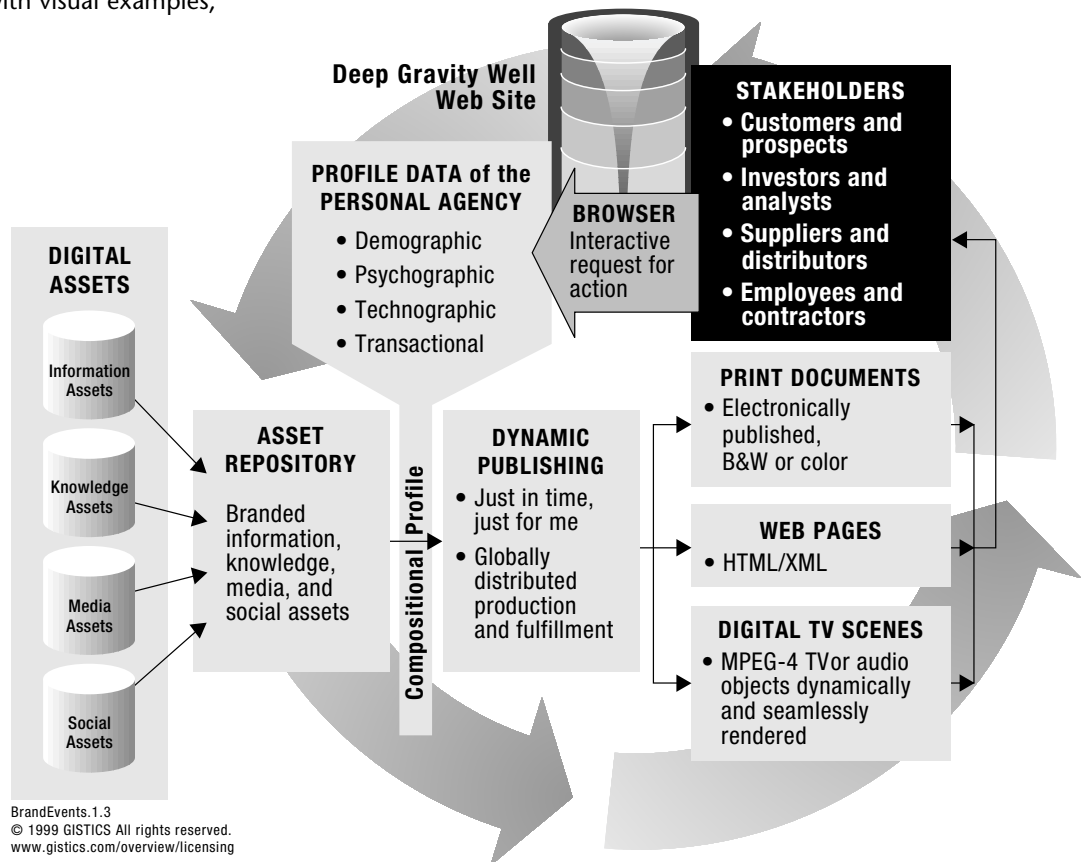 with visual examples,
Deep Gravity Well
Web Site
STAKEHOLDERS
• Customers and
prospects
• Investors and
analysts
• Suppliers and
distributors
• Employees and
contractors
PROFILE DATA of the
PERSONAL AGENCY
• Demographic
• Psychographic
• Technographic
• Transactional
BROWSER
Interactive
request for
action
DIGITAL
ASSETS
Information
Assets
Knowledge
Assets
Media
Assets
Social
Assets
ASSET
REPOSITORY
Branded
information,
knowledge,
media, and
social assets
Compositional Profile
DYNAMIC
PUBLISHING
• Just in time,
just for me
• Globally
distributed
production
and fulfillment
PRINT DOCUMENTS
• Electronically
published,
B&W or color
WEB PAGES
• HTML/XML
DIGITAL TV SCENES
• MPEG-4 TVor audio
objects dynamically
and seamlessly
rendered
BrandEvents.1.3
© 1999 GISTICS All rights reserved.
www.gistics.com/overview/licensing